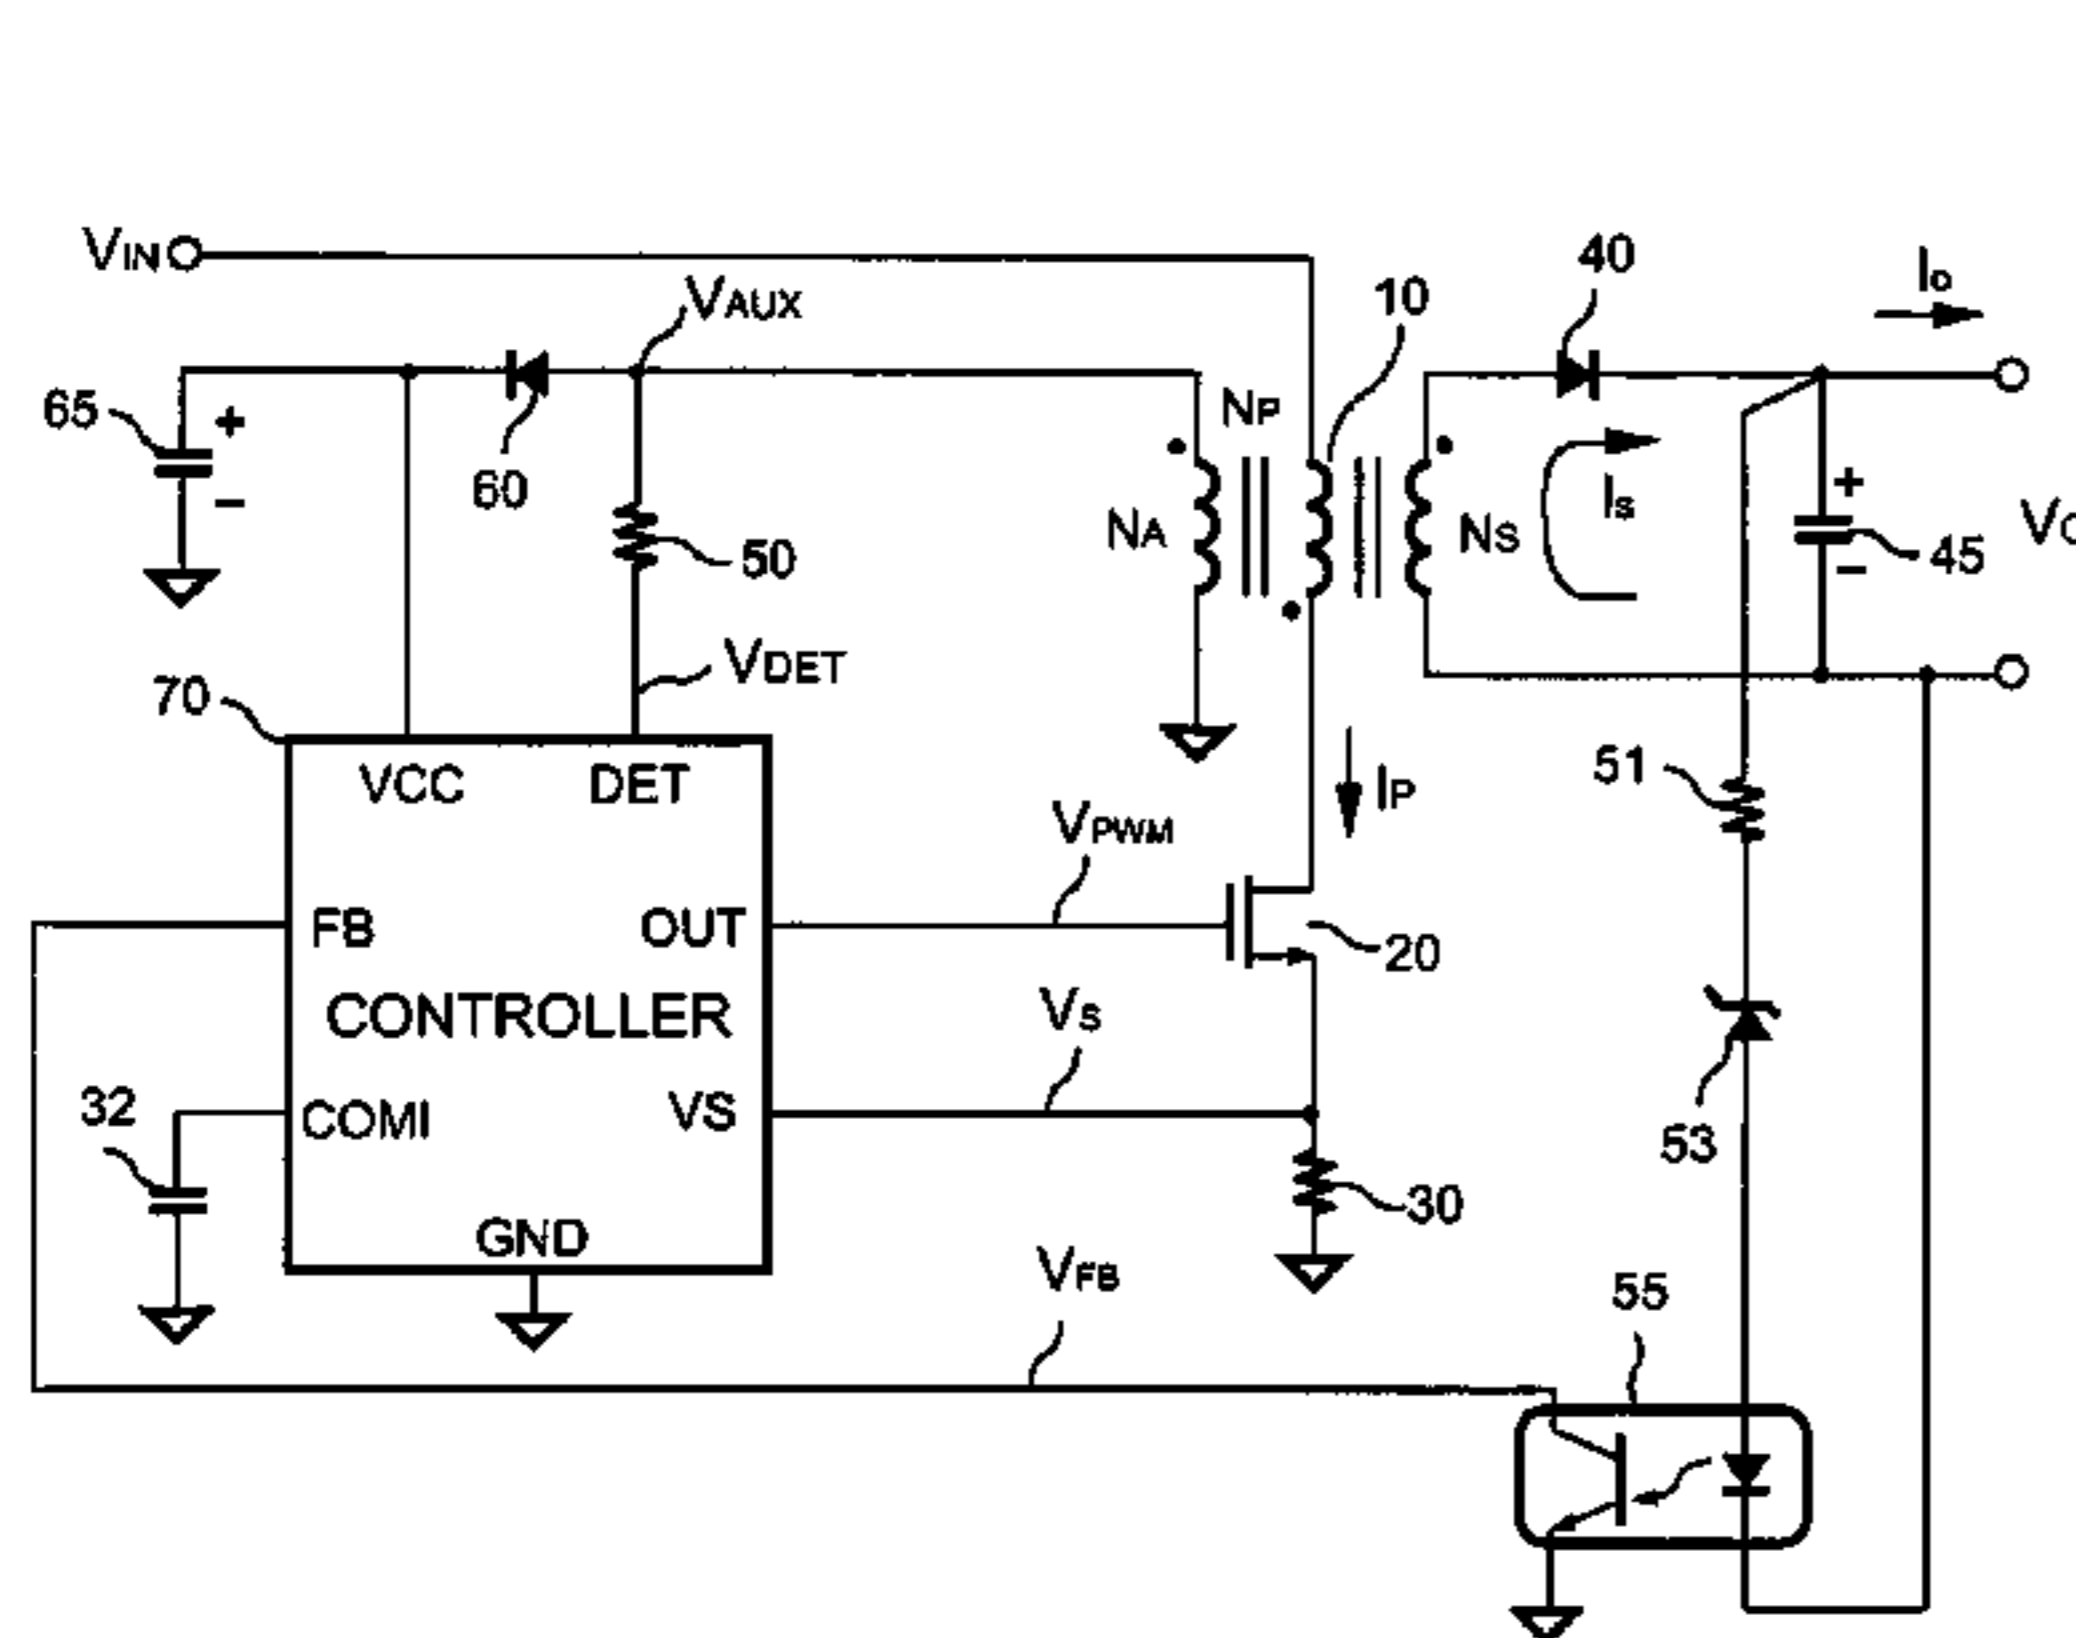 VIN
VAUX
40
Io
10
65
+
−
60
50
NP
NA
NS
Is
+
−
45
70
VDET
VCC
DET
IP
51
VPWM
FB
OUT
20
CONTROLLER
VS
53
32
COMI
VS
30
GND
VFB
55